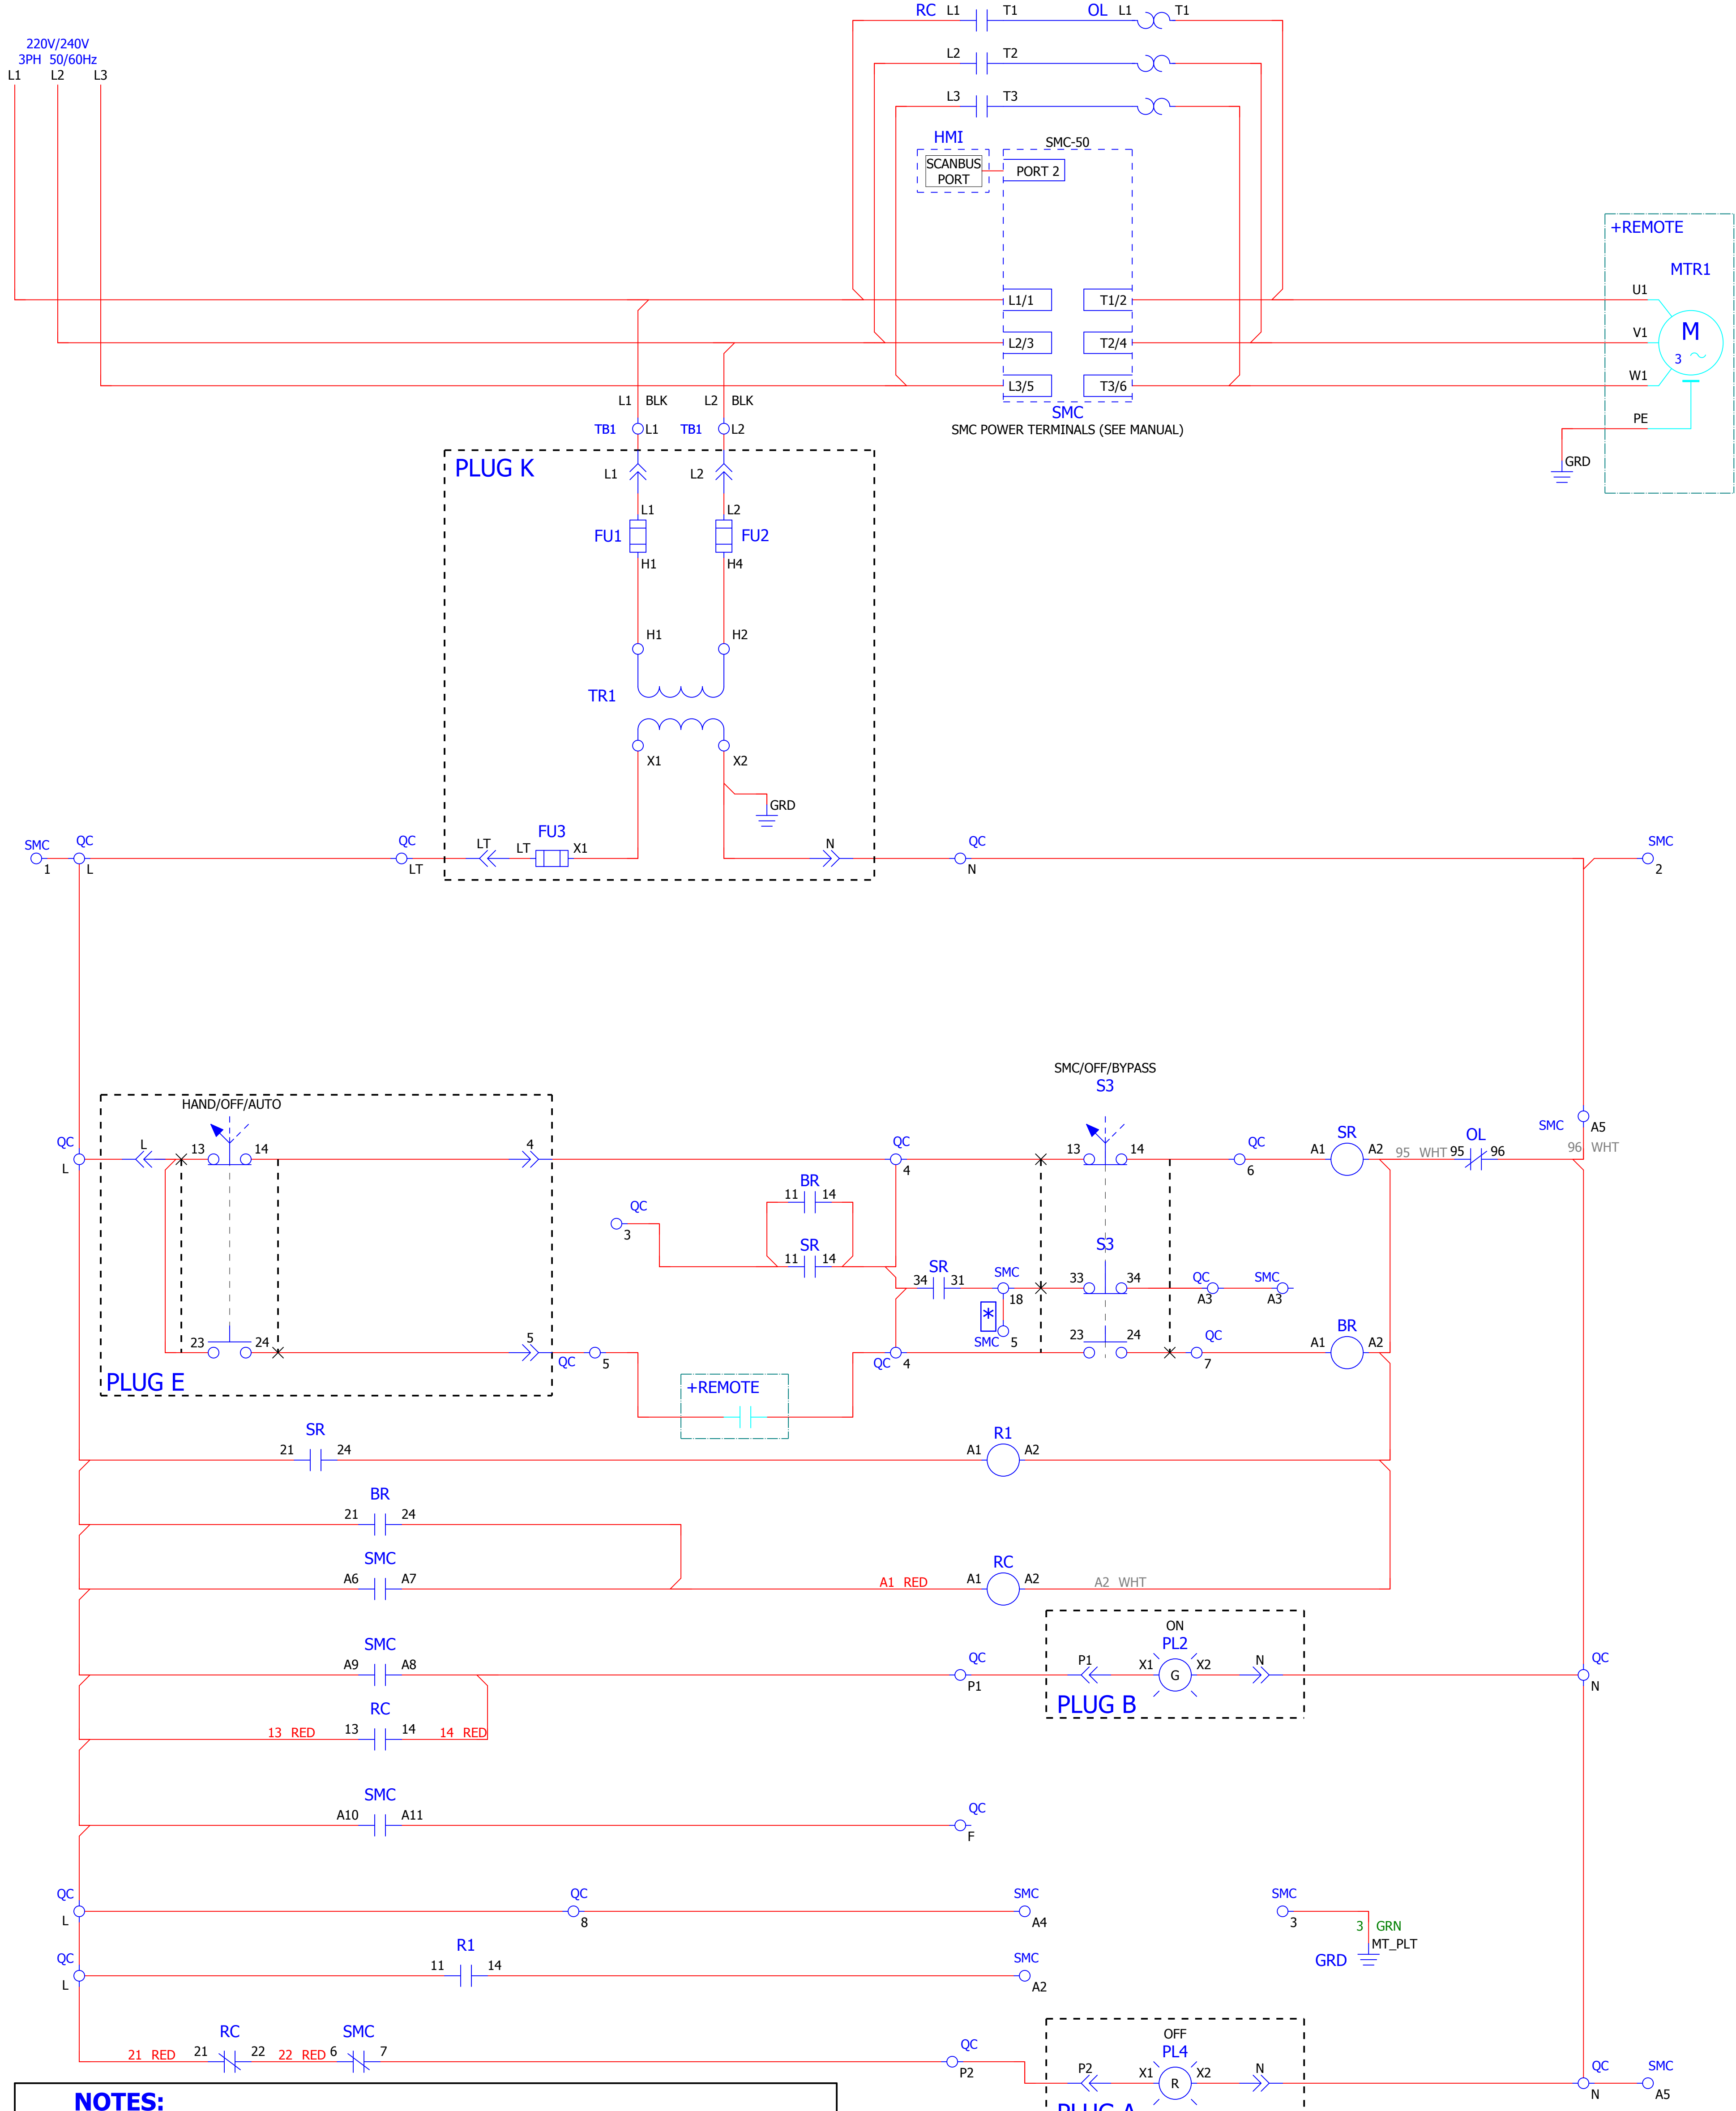 RC L1 T1 OL L1 T1
220V/240V
3PH 50/60Hz
L1 L2 L3
L2 T2
L3 T3
HMI
SMC-50
SCANBUS
PORT
PORT 2
+REMOTE
MTR1
L1/1 T1/2 U1
L2/3 T2/4 V1
M
3
L3/5 T3/6 W1
SMC
SMC POWER TERMINALS (SEE MANUAL)
PE
GRD
L1 BLK L2 BLK
TB1 L1 TB1 L2
PLUG K
L1 L2
L1 L2
FU1 FU2
H1 H4
H1 H2
TR1
X1 X2
GRD
SMC QC QC FU3 QC SMC
LT LT X1 N
1 L LT N 2
SMC/OFF/BYPASS
S3
HAND/OFF/AUTO
SMC A5
QC L 13 14 4 QC 13 14 QC SR OL
A1 A2 95 WHT 95 96 96 WHT
L 4 6
BR
11 14
QC
3
SR
11 14
S3
SR
34 31 SMC 33 34 QC SMC
18 A3 A3
*
SMC 5
23 24 5 23 24 QC BR
A1 A2
QC 5 QC 4 7
PLUG E
+REMOTE
SR
21 24
R1
A1 A2
BR
21 24
SMC
A6 A7
RC
A1 RED A1 A2 A2 WHT
ON
SMC
A9 A8
PL2
QC P1 X1 G X2 N QC
P1 N
PLUG B
RC
13 RED 13 14 14 RED
SMC
A10 A11
QC
F
QC QC SMC SMC
L 8 A4 3
3 GRN
MT_PLT
GRD
QC R1
11 14 SMC
L A2
OFF
RC SMC PL4
21 RED 21 22 22 RED 6 7 QC P2 X1 R X2 N QC SMC
P2 N A5
NOTES:
PLUG A